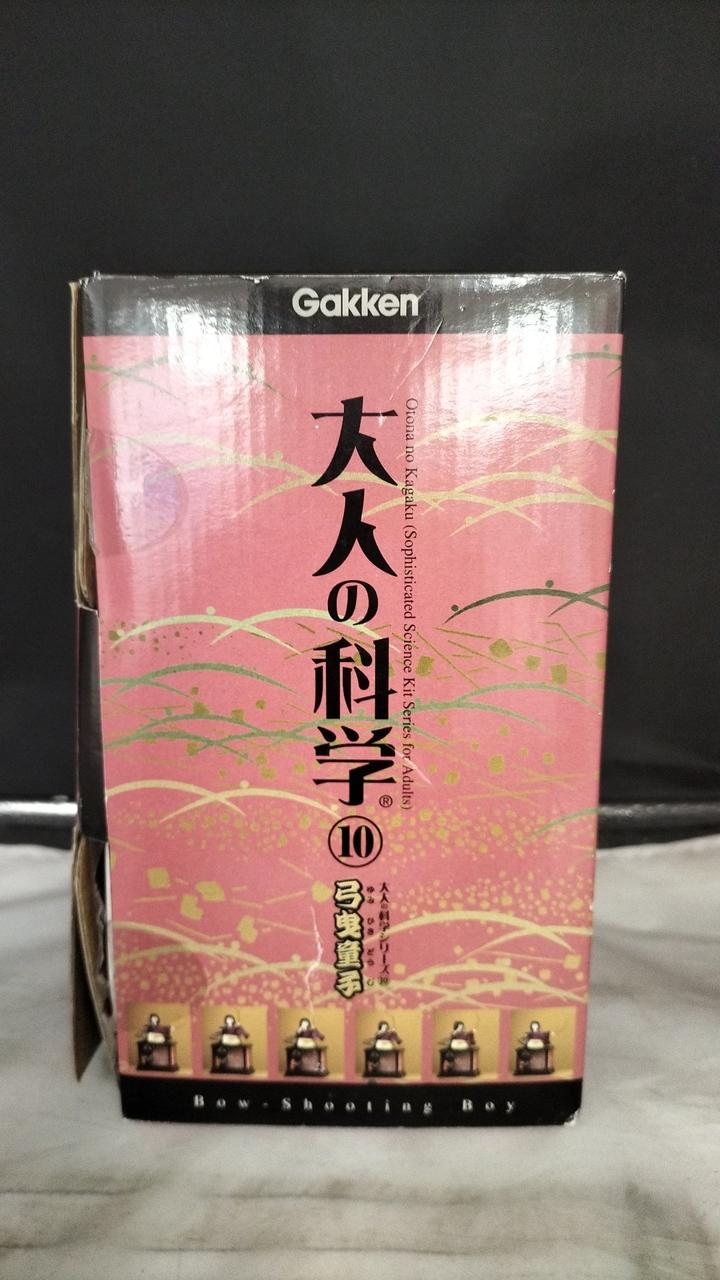 Gakken
大人の科学®
Otona no Kagaku (Sophisticated Science Kit Series for Adults)
⑩
大人の科学シリーズ⑩
ゆみ ひき どう じ
弓曳童子
Bow-Shooting Boy